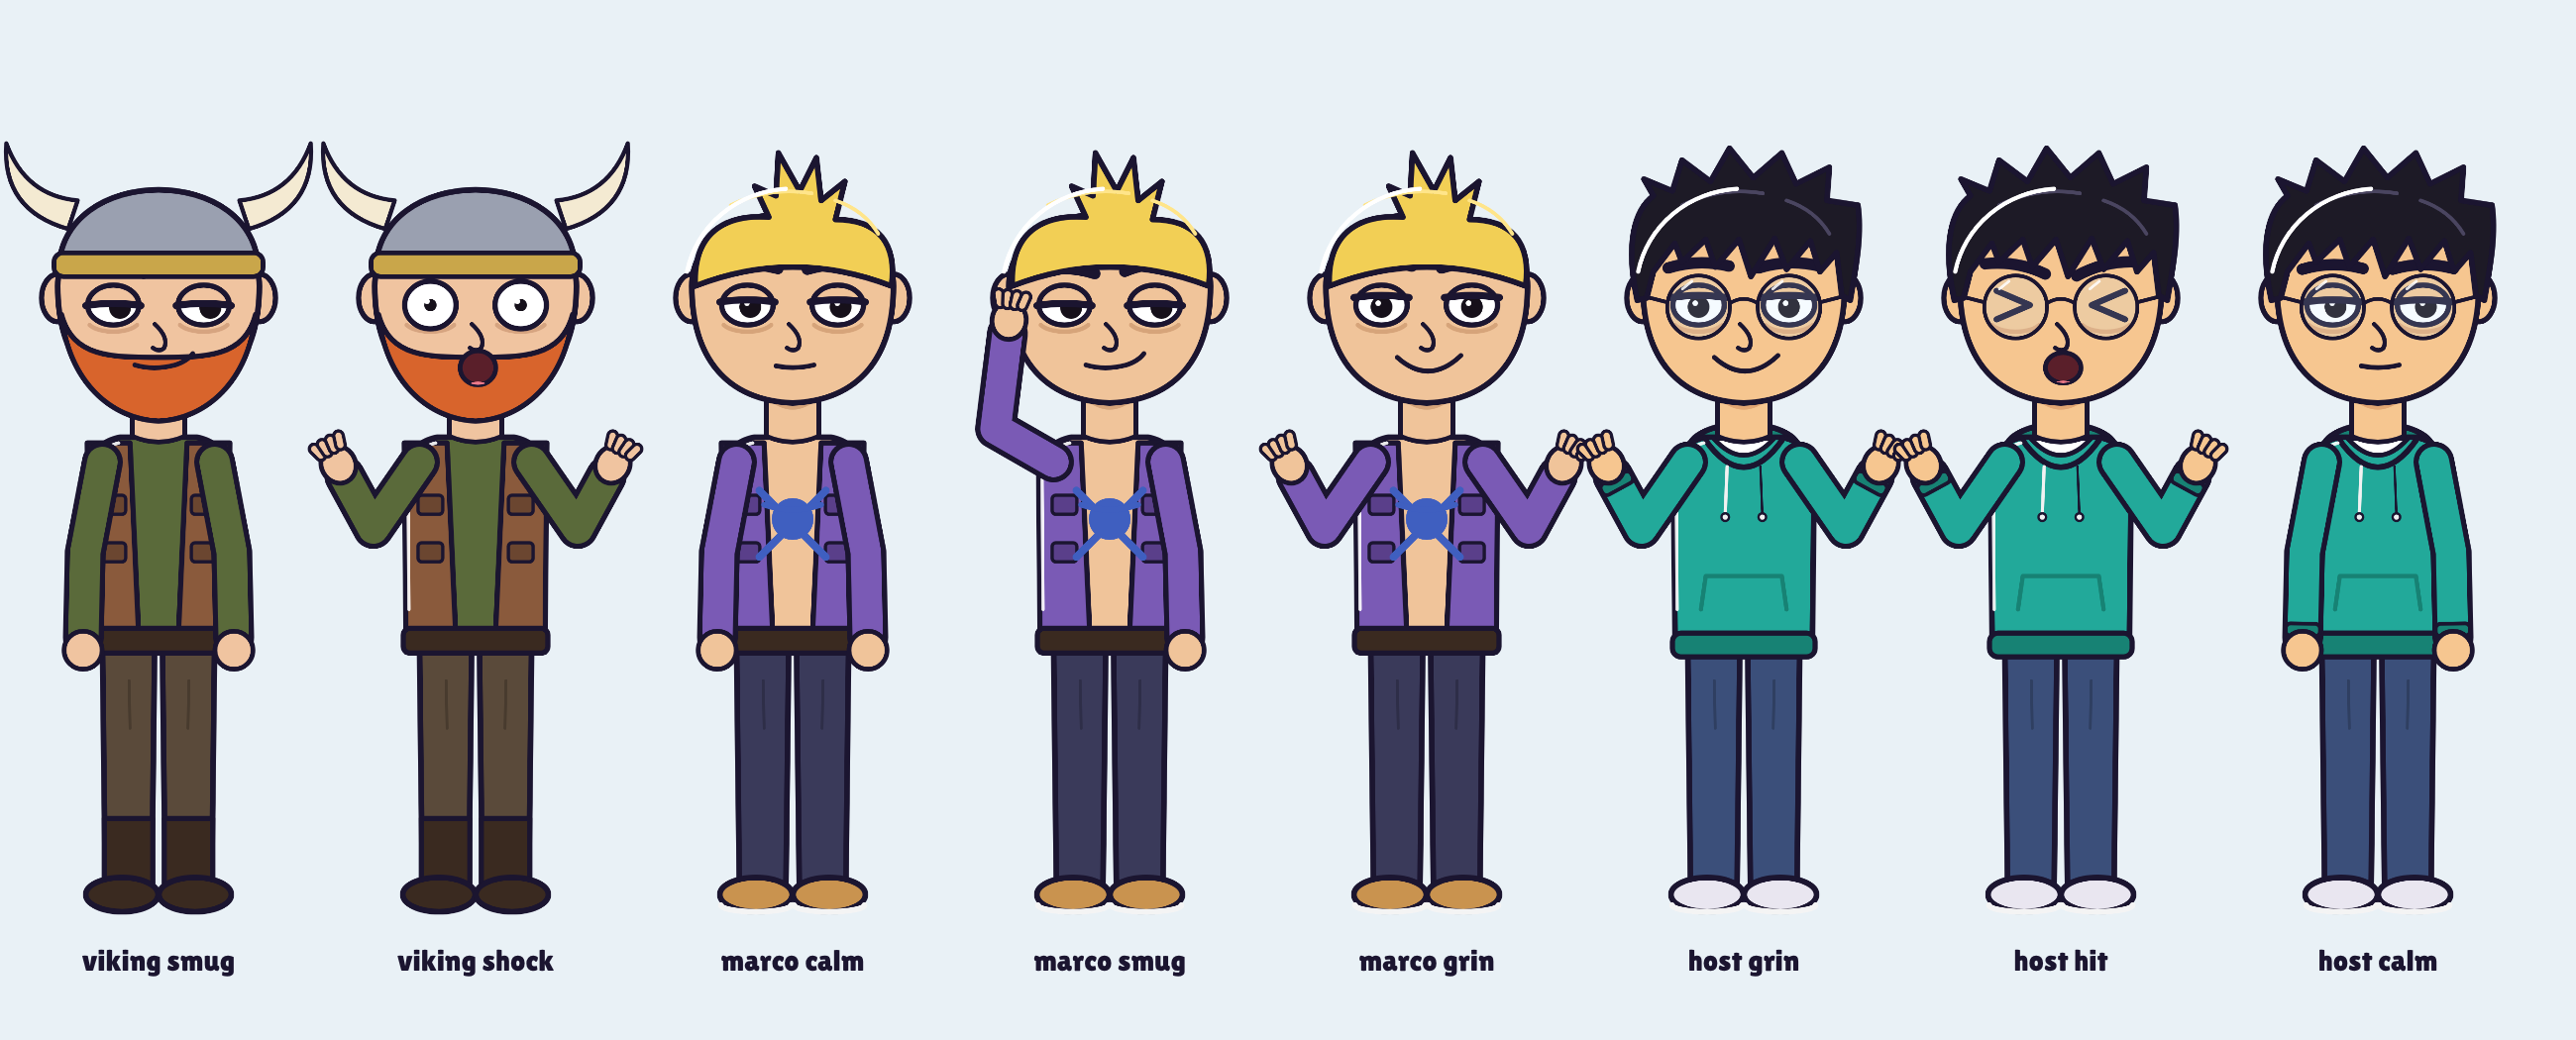 viking smug
viking shock
marco calm
marco smug
marco grin
host grin
host hit
host calm